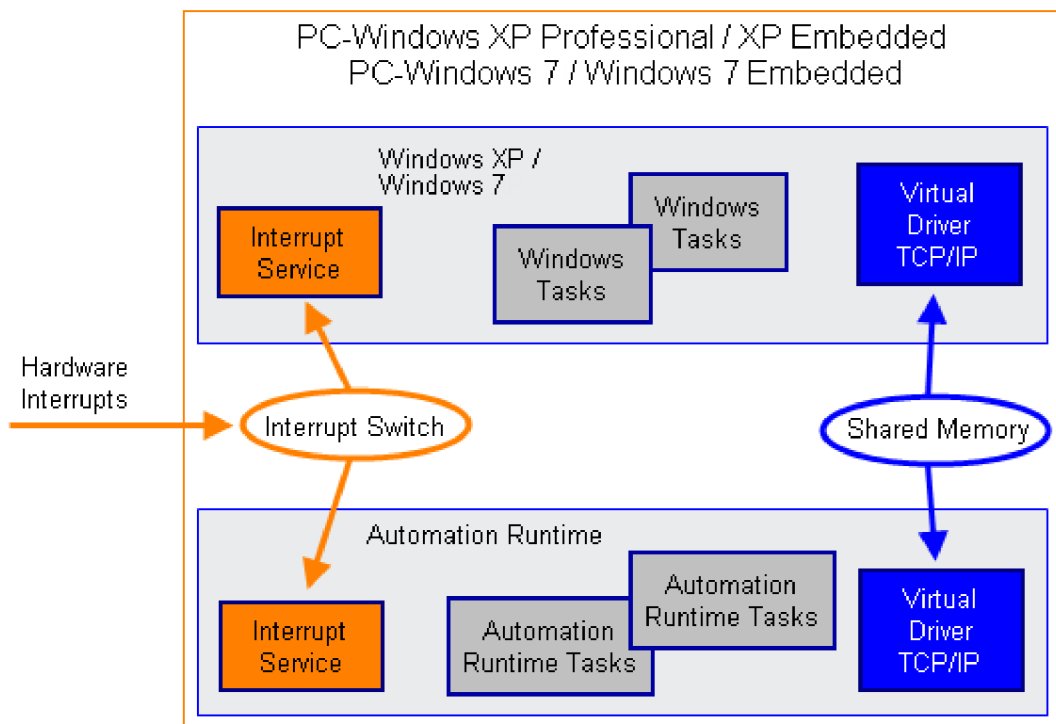 PC-Windows XP Professional / XP Embedded
PC-Windows 7 / Windows 7 Embedded
Windows XP /
Windows 7
Interrupt
Service
Windows
Tasks
Windows
Tasks
Virtual
Driver
TCP/IP
Hardware
Interrupts
Interrupt Switch
Shared Memory
Automation Runtime
Interrupt
Service
Automation
Runtime Tasks
Automation
Runtime Tasks
Virtual
Driver
TCP/IP